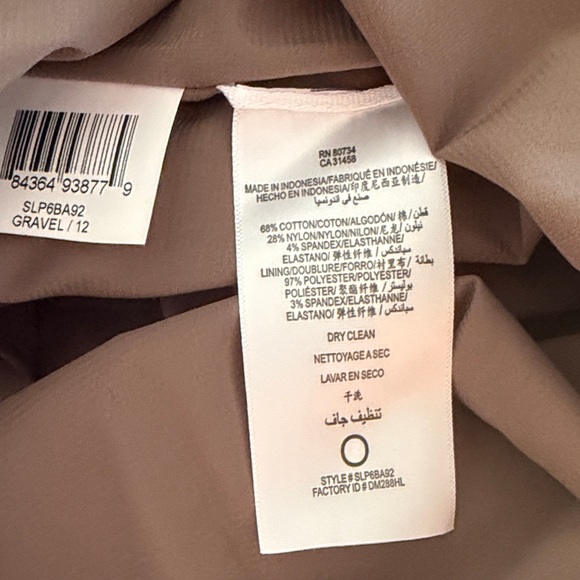 84364 93877 9
SLP6BA92
GRAVEL / 12
RN 80734
CA 31458
MADE IN INDONESIA/FABRIQUÉ EN INDONÉSIE/
HECHO EN INDONESIA/印度尼西亚制造/
صنع في اندونيسيا
68% COTTON/COTON/ALGODÓN/ 棉/ قطن
28% NYLON/NYLON/NILON/尼龙/ نيلون
4% SPANDEX/ELASTHANNE/
ELASTANO/ 弹性纤维 / سباندكس
LINING/DOUBLURE/FORRO/衬里布/ بطانة
97% POLYESTER/POLYESTER/
POLIÉSTER/ 聚酯纤维 / بوليستر
3% SPANDEX/ELASTHANNE/
ELASTANO/ 弹性纤维 / سباندكس
DRY CLEAN
NETTOYAGE A SEC
LAVAR EN SECO
干洗
تنظيف جاف
STYLE # SLP6BA92
FACTORY ID # DM288HL